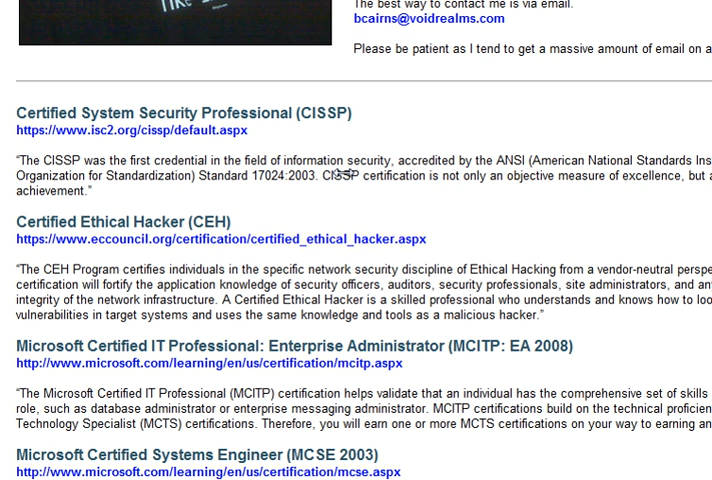 The best way to contact me is via email.
bcairns@voidrealms.com
Please be patient as I tend to get a massive amount of email on a
Certified System Security Professional (CISSP)
https://www.isc2.org/cissp/default.aspx
“The CISSP was the first credential in the field of information security, accredited by the ANSI (American National Standards Ins
Organization for Standardization) Standard 17024:2003. CISSP certification is not only an objective measure of excellence, but a
achievement.”
Certified Ethical Hacker (CEH)
https://www.eccouncil.org/certification/certified_ethical_hacker.aspx
“The CEH Program certifies individuals in the specific network security discipline of Ethical Hacking from a vendor-neutral perspe
certification will fortify the application knowledge of security officers, auditors, security professionals, site administrators, and an
integrity of the network infrastructure. A Certified Ethical Hacker is a skilled professional who understands and knows how to loo
vulnerabilities in target systems and uses the same knowledge and tools as a malicious hacker.”
Microsoft Certified IT Professional: Enterprise Administrator (MCITP: EA 2008)
http://www.microsoft.com/learning/en/us/certification/mcitp.aspx
“The Microsoft Certified IT Professional (MCITP) certification helps validate that an individual has the comprehensive set of skills
role, such as database administrator or enterprise messaging administrator. MCITP certifications build on the technical proficien
Technology Specialist (MCTS) certifications. Therefore, you will earn one or more MCTS certifications on your way to earning an
Microsoft Certified Systems Engineer (MCSE 2003)
http://www.microsoft.com/learning/en/us/certification/mcse.aspx